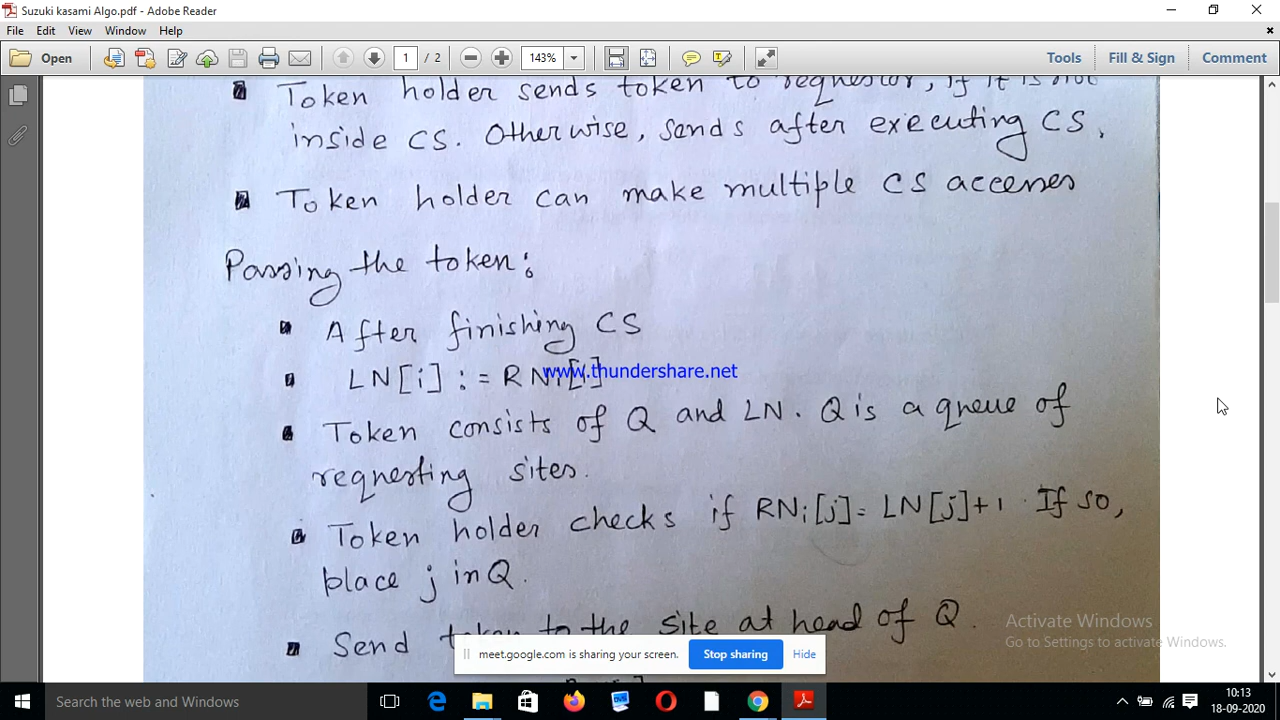 Suzuki kasami Algo.pdf - Adobe Reader
File Edit View Window Help
Open 1 / 2 143% Tools Fill & Sign Comment
Token holder sends token to requestor, if it is not
inside CS. Otherwise, sends after executing CS.
Token holder can make multiple CS accesses
Passing the token:
After finishing CS
LN[i] := RNi[i]
www.thundershare.net
Token consists of Q and LN. Q is a queue of
requesting sites.
Token holder checks if RNi[j]= LN[j]+1. If so,
place j in Q.
Send token to the site at head of Q.
Activate Windows
Go to Settings to activate Windows.
meet.google.com is sharing your screen. Stop sharing Hide
Search the web and Windows
10:13
18-09-2020